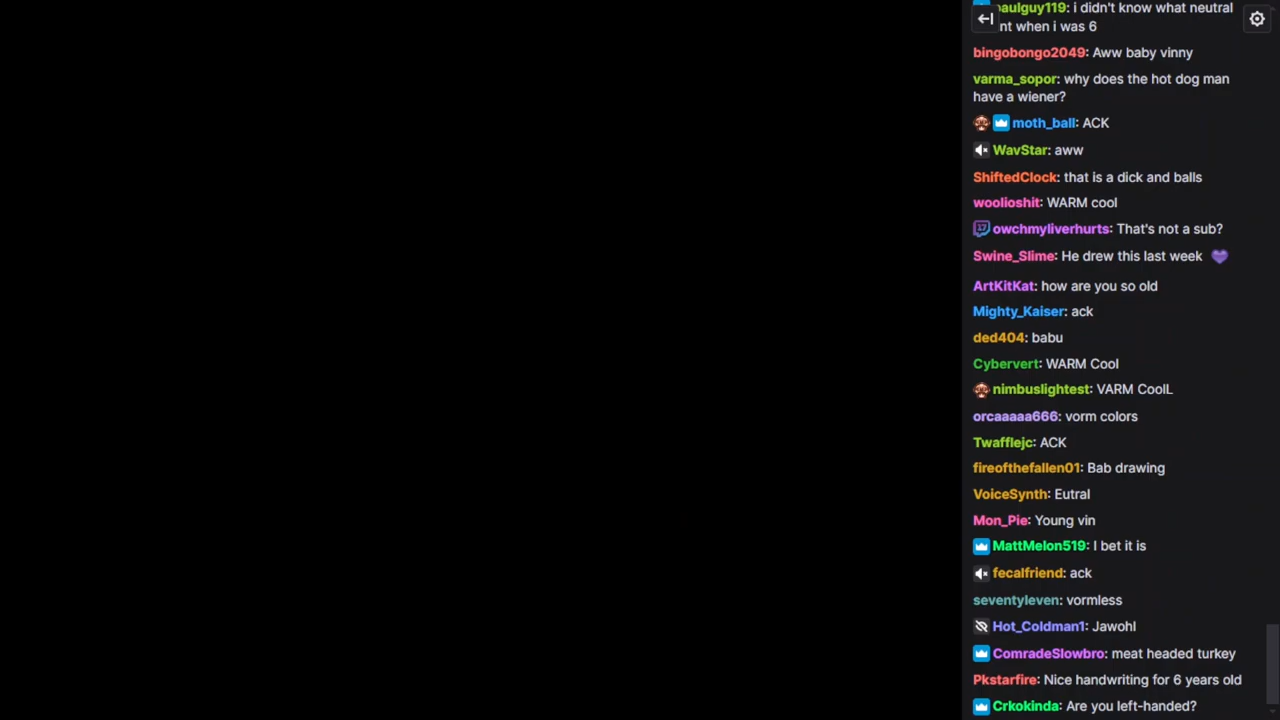 paulguy119: i didn't know what neutral
nt when i was 6
bingobongo2049: Aww baby vinny
varma_sopor: why does the hot dog man
have a wiener?
moth_ball: ACK
WavStar: aww
ShiftedClock: that is a dick and balls
woolioshit: WARM cool
owchmyliverhurts: That's not a sub?
Swine_Slime: He drew this last week
ArtKitKat: how are you so old
Mighty_Kaiser: ack
ded404: babu
Cybervert: WARM Cool
nimbuslightest: VARM CoolL
orcaaaaa666: vorm colors
Twafflejc: ACK
fireofthefallen01: Bab drawing
VoiceSynth: Eutral
Mon_Pie: Young vin
MattMelon519: I bet it is
fecalfriend: ack
seventyleven: vormless
Hot_Coldman1: Jawohl
ComradeSlowbro: meat headed turkey
Pkstarfire: Nice handwriting for 6 years old
Crkokinda: Are you left-handed?